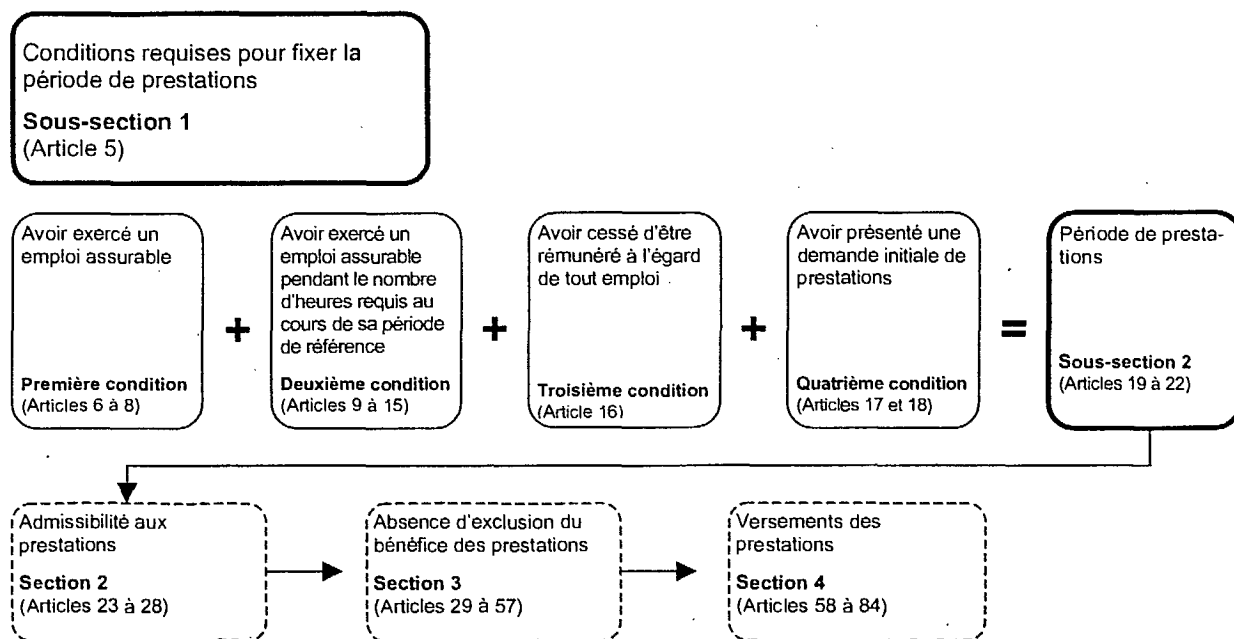 Conditions requises pour fixer la
période de prestations
Sous-section 1
(Article 5)
Avoir exercé un
emploi assurable
Première condition
(Articles 6 à 8)
+
Avoir exercé un
emploi assurable
pendant le nombre
d'heures requis au
cours de sa période
de référence
Deuxième condition
(Articles 9 à 15)
+
Avoir cessé d'être
rémunéré à l'égard
de tout emploi
Troisième condition
(Article 16)
+
Avoir présenté une
demande initiale de
prestations
Quatrième condition
(Articles 17 et 18)
=
Période de presta-
tions
Sous-section 2
(Articles 19 à 22)
Admissibilité aux
prestations
Section 2
(Articles 23 à 28)
Absence d'exclusion du
bénéfice des prestations
Section 3
(Articles 29 à 57)
Versements des
prestations
Section 4
(Articles 58 à 84)